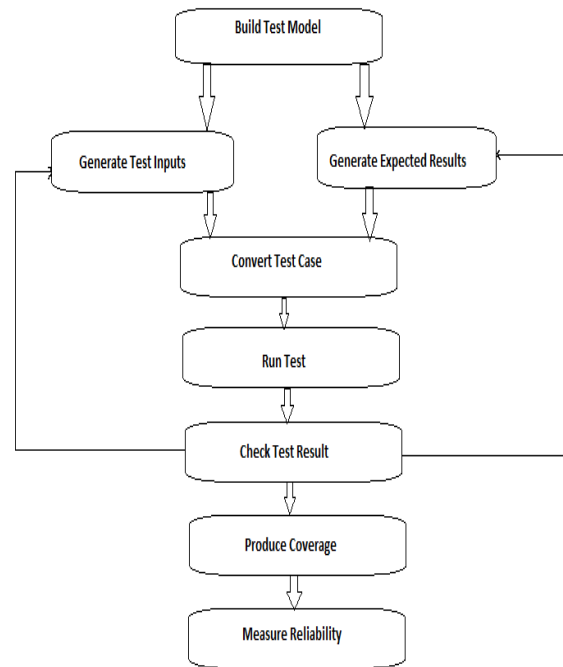 Build Test Model
Generate Test Inputs
Generate Expected Results
Convert Test Case
Run Test
Check Test Result
Produce Coverage
Measure Reliability